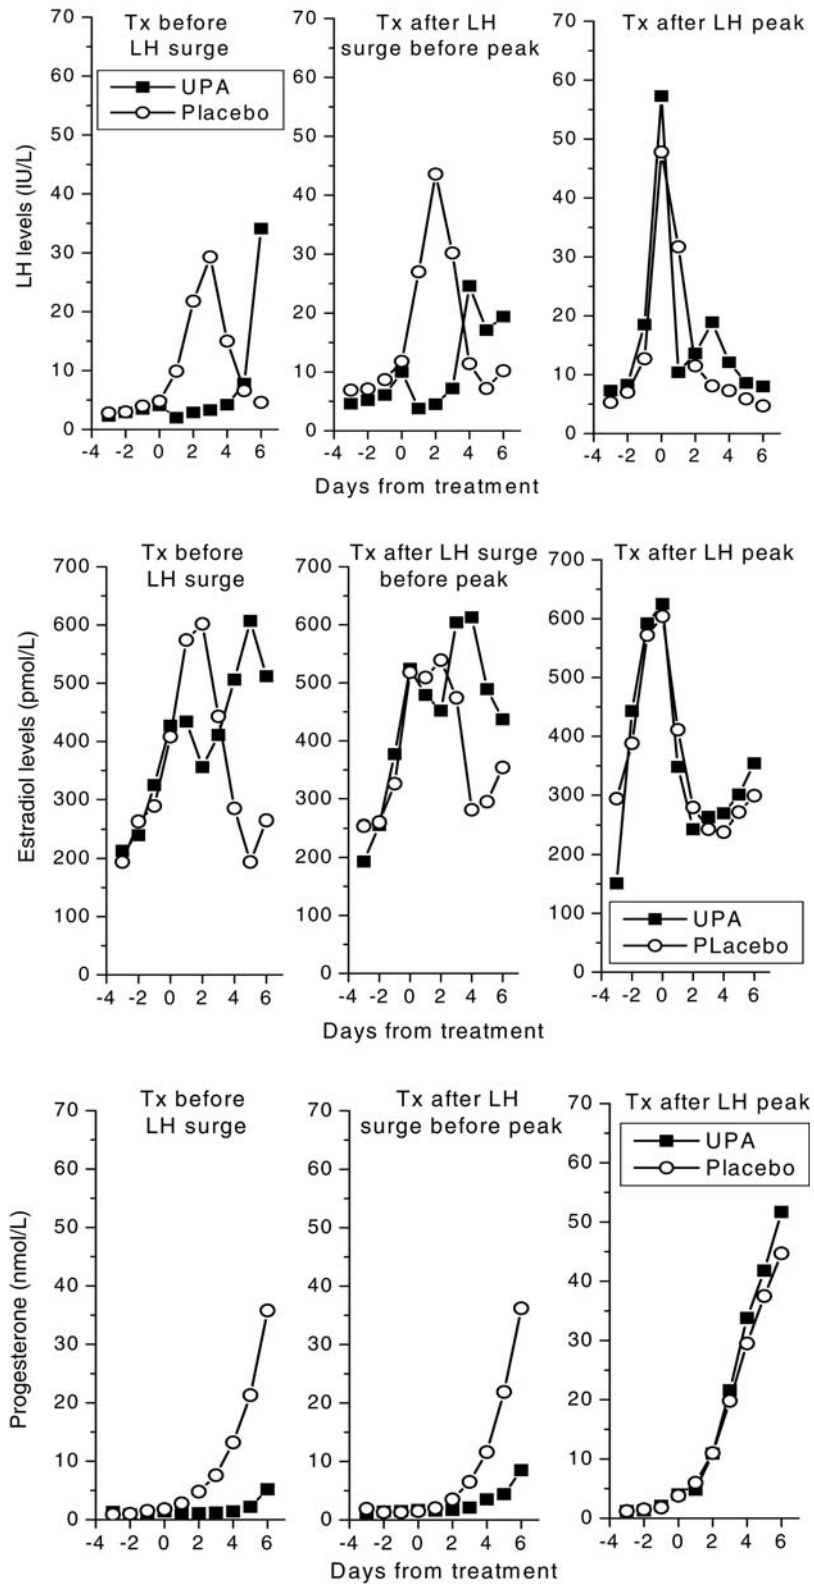 Tx before
LH surge
Tx after LH
surge before peak
Tx after LH peak
UPA
Placebo
LH levels (IU/L)
70
60
50
40
30
20
10
0
-4 -2 0 2 4 6
70
60
50
40
30
20
10
0
-4 -2 0 2 4 6
70
60
50
40
30
20
10
0
-4 -2 0 2 4 6
Days from treatment
Tx before
LH surge
Tx after LH surge
before peak
Tx after LH peak
Estradiol levels (pmol/L)
700
600
500
400
300
200
100
0
-4 -2 0 2 4 6
700
600
500
400
300
200
100
0
-4 -2 0 2 4 6
700
600
500
400
300
200
100
0
UPA
PLacebo
-4 -2 0 2 4 6
Days from treatment
Tx before
LH surge
Tx after LH
surge before peak
Tx after LH peak
UPA
Placebo
Progesterone (nmol/L)
70
60
50
40
30
20
10
0
-4 -2 0 2 4 6
70
60
50
40
30
20
10
0
-4 -2 0 2 4 6
70
60
50
40
30
20
10
0
-4 -2 0 2 4 6
Days from treatment